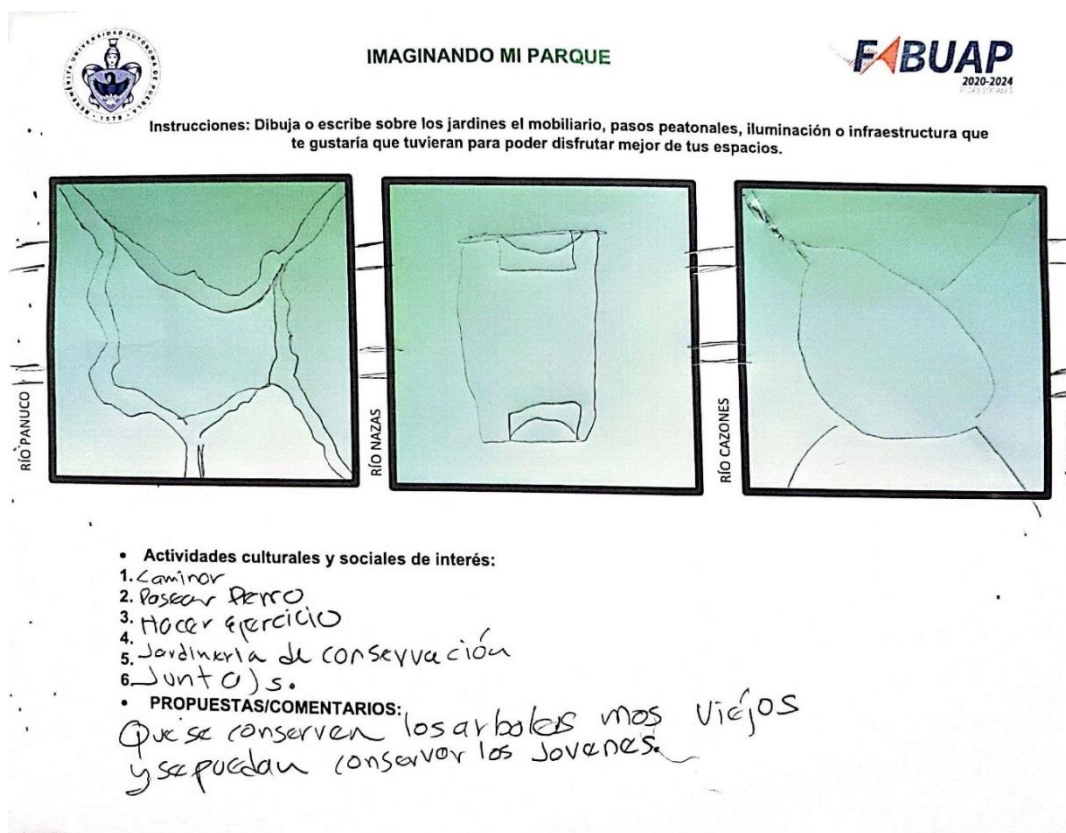 IMAGINANDO MI PARQUE
FABUAP
2020-2024
Instrucciones: Dibuja o escribe sobre los jardines el mobiliario, pasos peatonales, iluminación o infraestructura que
te gustaría que tuvieran para poder disfrutar mejor de tus espacios.
RÍO PANUCO
RÍO NAZAS
RÍO CAZONES
• Actividades culturales y sociales de interés:
1. Caminar
2. Pasear Perro
3. Hacer ejercicio
4.
5. Jardinería de conservación
6. Juntas.
• PROPUESTAS/COMENTARIOS:
Que se conserven los arboles mas viejos
y se puedan conservar los Jovenes.